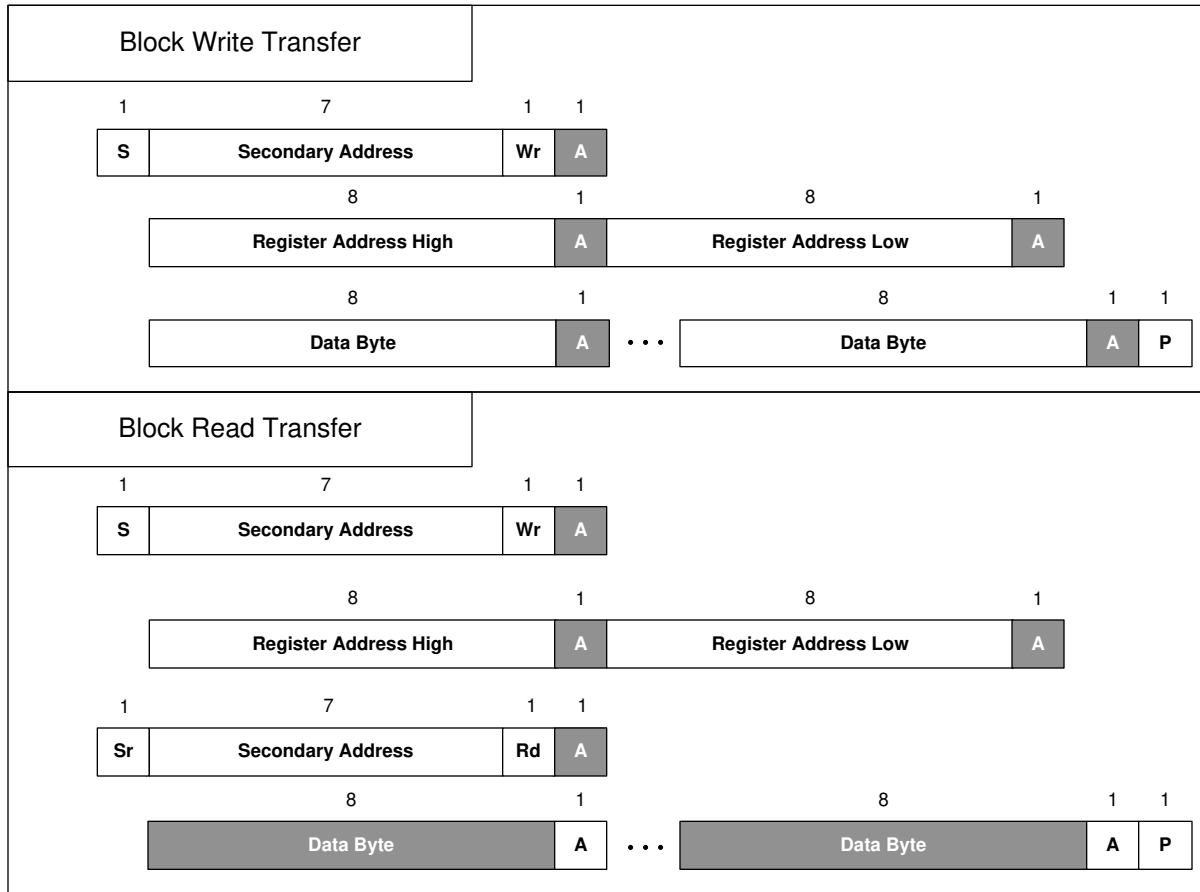 Block Write Transfer
1 7 1 1
S Secondary Address Wr A
8 1 8 1
Register Address High A Register Address Low A
8 1 8 1 1
Data Byte A • • • Data Byte A P
Block Read Transfer
1 7 1 1
S Secondary Address Wr A
8 1 8 1
Register Address High A Register Address Low A
1 7 1 1
Sr Secondary Address Rd A
8 1 8 1 1
Data Byte A • • • Data Byte A P